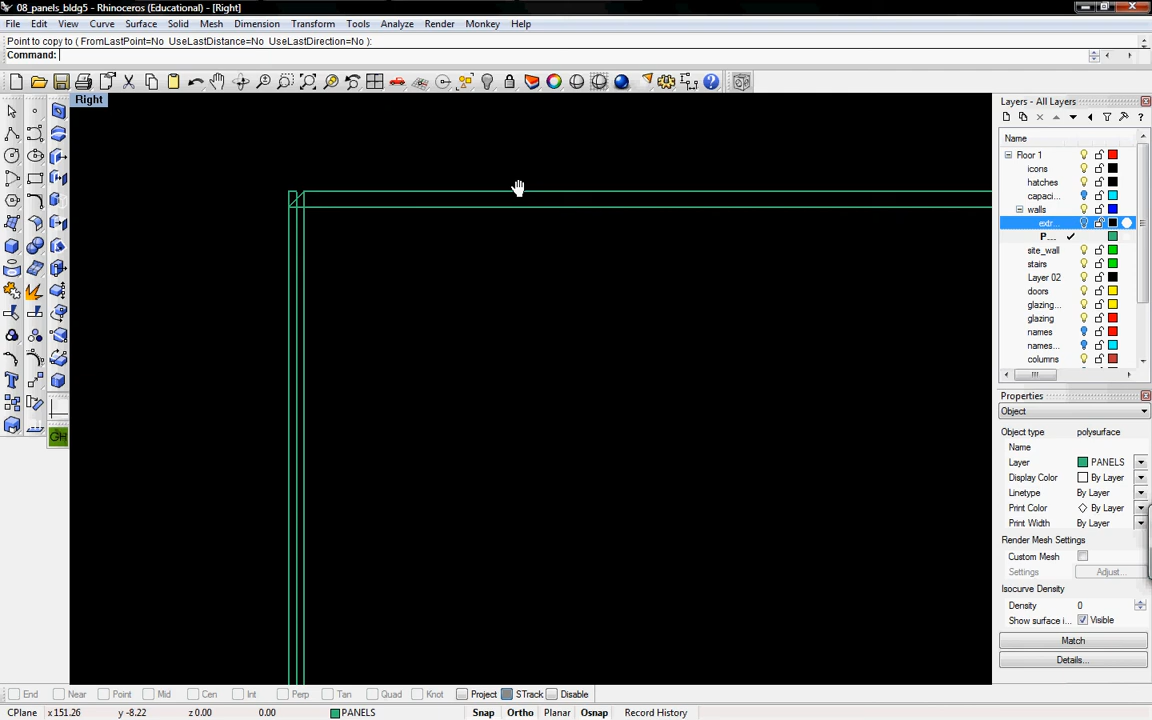 08_panels_bldg5 - Rhinoceros (Educational) - [Right]
File Edit View Curve Surface Solid Mesh Dimension Transform Tools Analyze Render Monkey Help
Point to copy to ( FromLastPoint=No UseLastDistance=No UseLastDirection=No ):
Command:
Right
Layers - All Layers
Name
Floor 1
icons
hatches
capaci...
walls
extr...
P...
site_wall
stairs
Layer 02
doors
glazing...
glazing
names
names...
columns
Properties
Object
Object type polysurface
Name
Layer PANELS
Display Color By Layer
Linetype By Layer
Print Color By Layer
Print Width By Layer
Render Mesh Settings
Custom Mesh
Settings Adjust...
Isocurve Density
Density 0
Show surface i... Visible
Match
Details...
GH
End Near Point Mid Cen Int Perp Tan Quad Knot Project STrack Disable
CPlane x 151.26 y -8.22 z 0.00 0.00 PANELS Snap Ortho Planar Osnap Record History